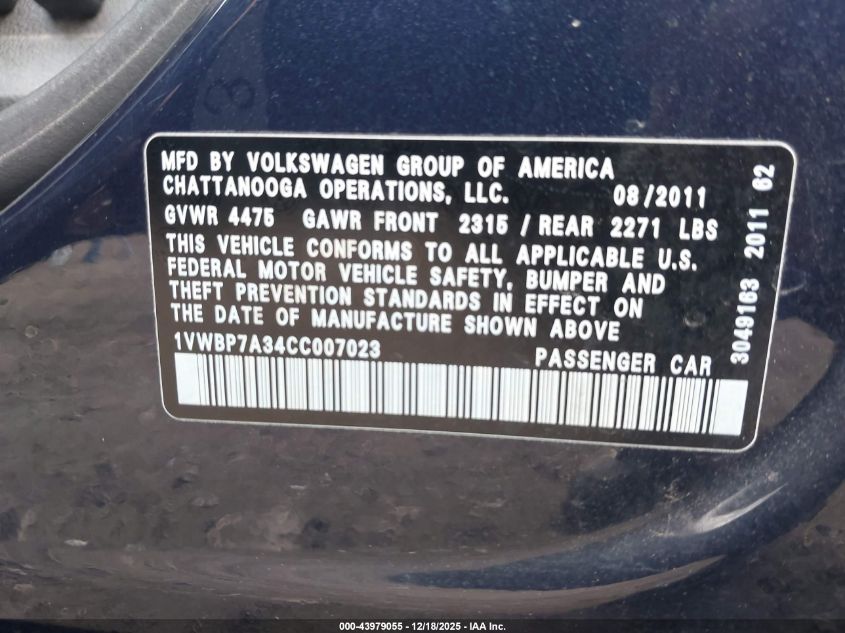 MFD BY VOLKSWAGEN GROUP OF AMERICA
CHATTANOOGA OPERATIONS, LLC. 08/2011
GVWR 4475 GAWR FRONT 2315 / REAR 2271 LBS
THIS VEHICLE CONFORMS TO ALL APPLICABLE U.S.
FEDERAL MOTOR VEHICLE SAFETY, BUMPER AND
THEFT PREVENTION STANDARDS IN EFFECT ON
THE DATE OF MANUFACTURE SHOWN ABOVE
1VWBP7A34CC007023 PASSENGER CAR
3049163 2011 62
000-43979055 - 12/18/2025 - IAA Inc.